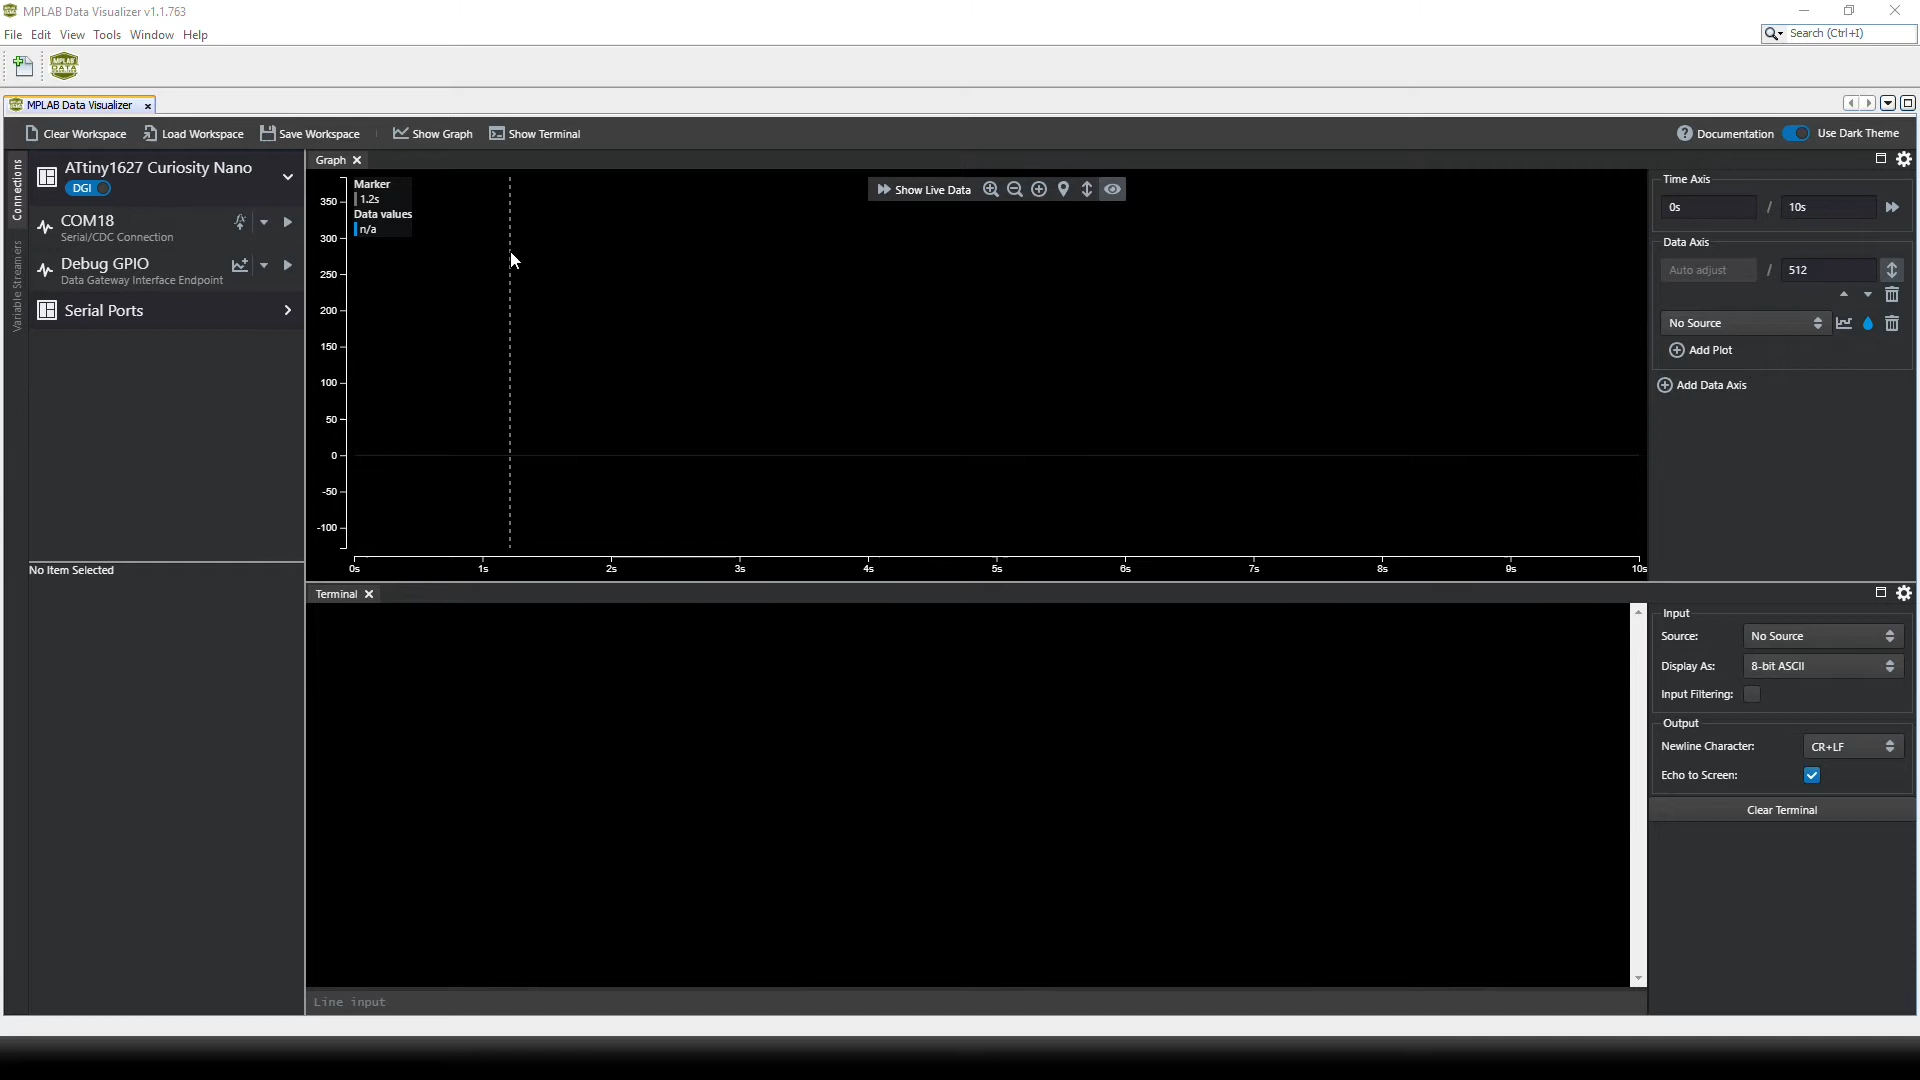 MPLAB Data Visualizer v1.1.763
File Edit View Tools Window Help
Search (Ctrl+I)
MPLAB DATA
MPLAB Data Visualizer
Clear Workspace Load Workspace Save Workspace Show Graph Show Terminal
Documentation Use Dark Theme
Connections
Variable Streamers
ATtiny1627 Curiosity Nano
DGI
COM18
Serial/CDC Connection
Debug GPIO
Data Gateway Interface Endpoint
Serial Ports
No Item Selected
Graph
Marker
1.2s
Data values
n/a
Show Live Data
350
300
250
200
150
100
50
0
-50
-100
0s 1s 2s 3s 4s 5s 6s 7s 8s 9s 10s
Time Axis
0s / 10s
Data Axis
Auto adjust / 512
No Source
Add Plot
Add Data Axis
Terminal
Line input
Input
Source: No Source
Display As: 8-bit ASCII
Input Filtering:
Output
Newline Character: CR+LF
Echo to Screen:
Clear Terminal